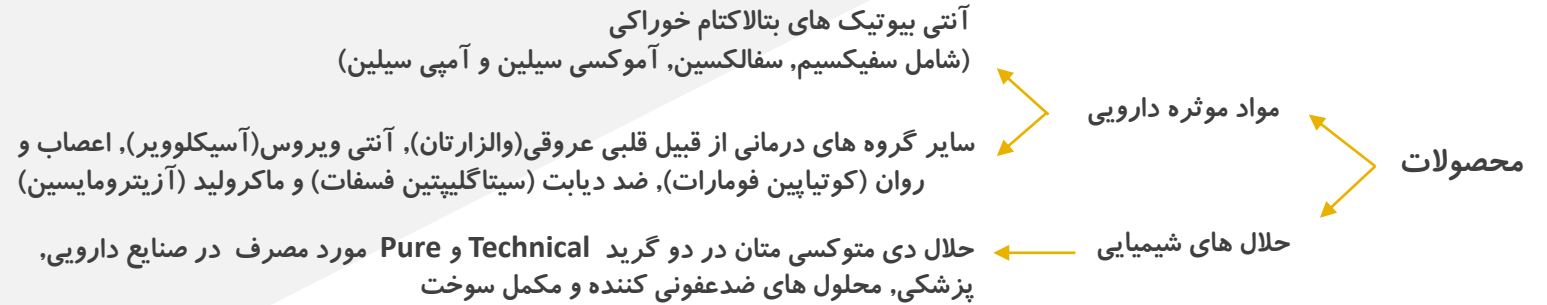 محصولات
مواد موثره دارویی
آنتی بیوتیک های بتالاکتام خوراکی
(شامل سفیکسیم, سفالکسین, آموکسی سیلین و آمپی سیلین)
سایر گروه های درمانی از قبیل قلبی عروقی(والزارتان), آنتی ویروس(آسیکلوویر), اعصاب و
روان (کوتیاپین فومارات), ضد دیابت (سیتاگلیپتین فسفات) و ماکرولید (آزیترومایسین)
حلال های شیمیایی
حلال دی متوکسی متان در دو گرید Technical و Pure مورد مصرف در صنایع دارویی,
پزشکی, محلول های ضدعفونی کننده و مکمل سوخت